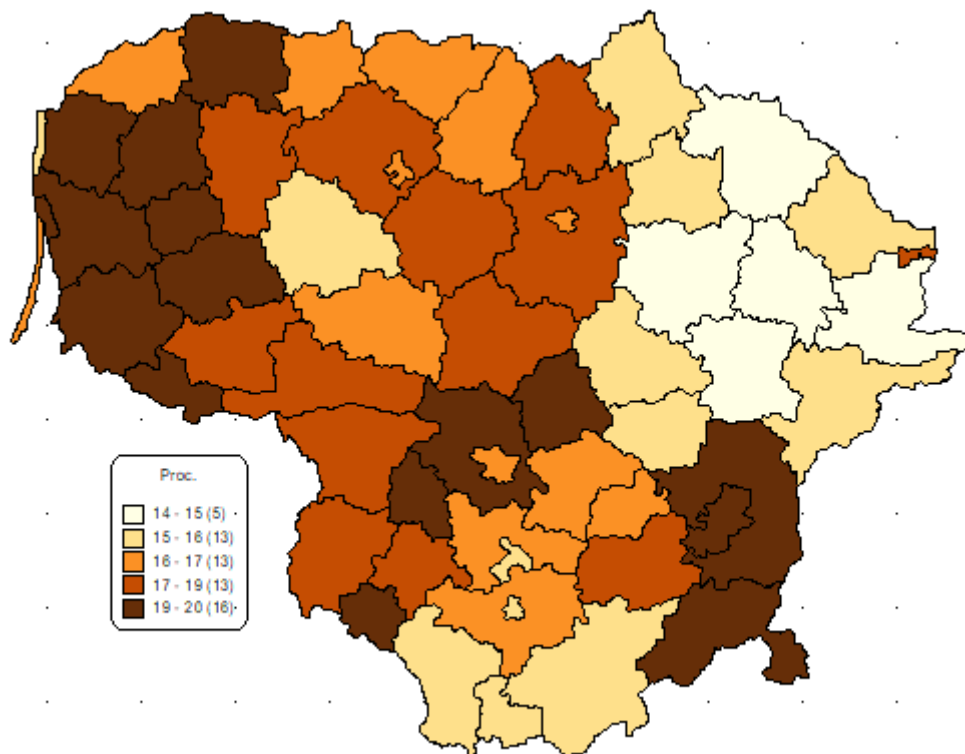 Proc.
14 - 15 (5)
15 - 16 (13)
16 - 17 (13)
17 - 19 (13)
19 - 20 (16)